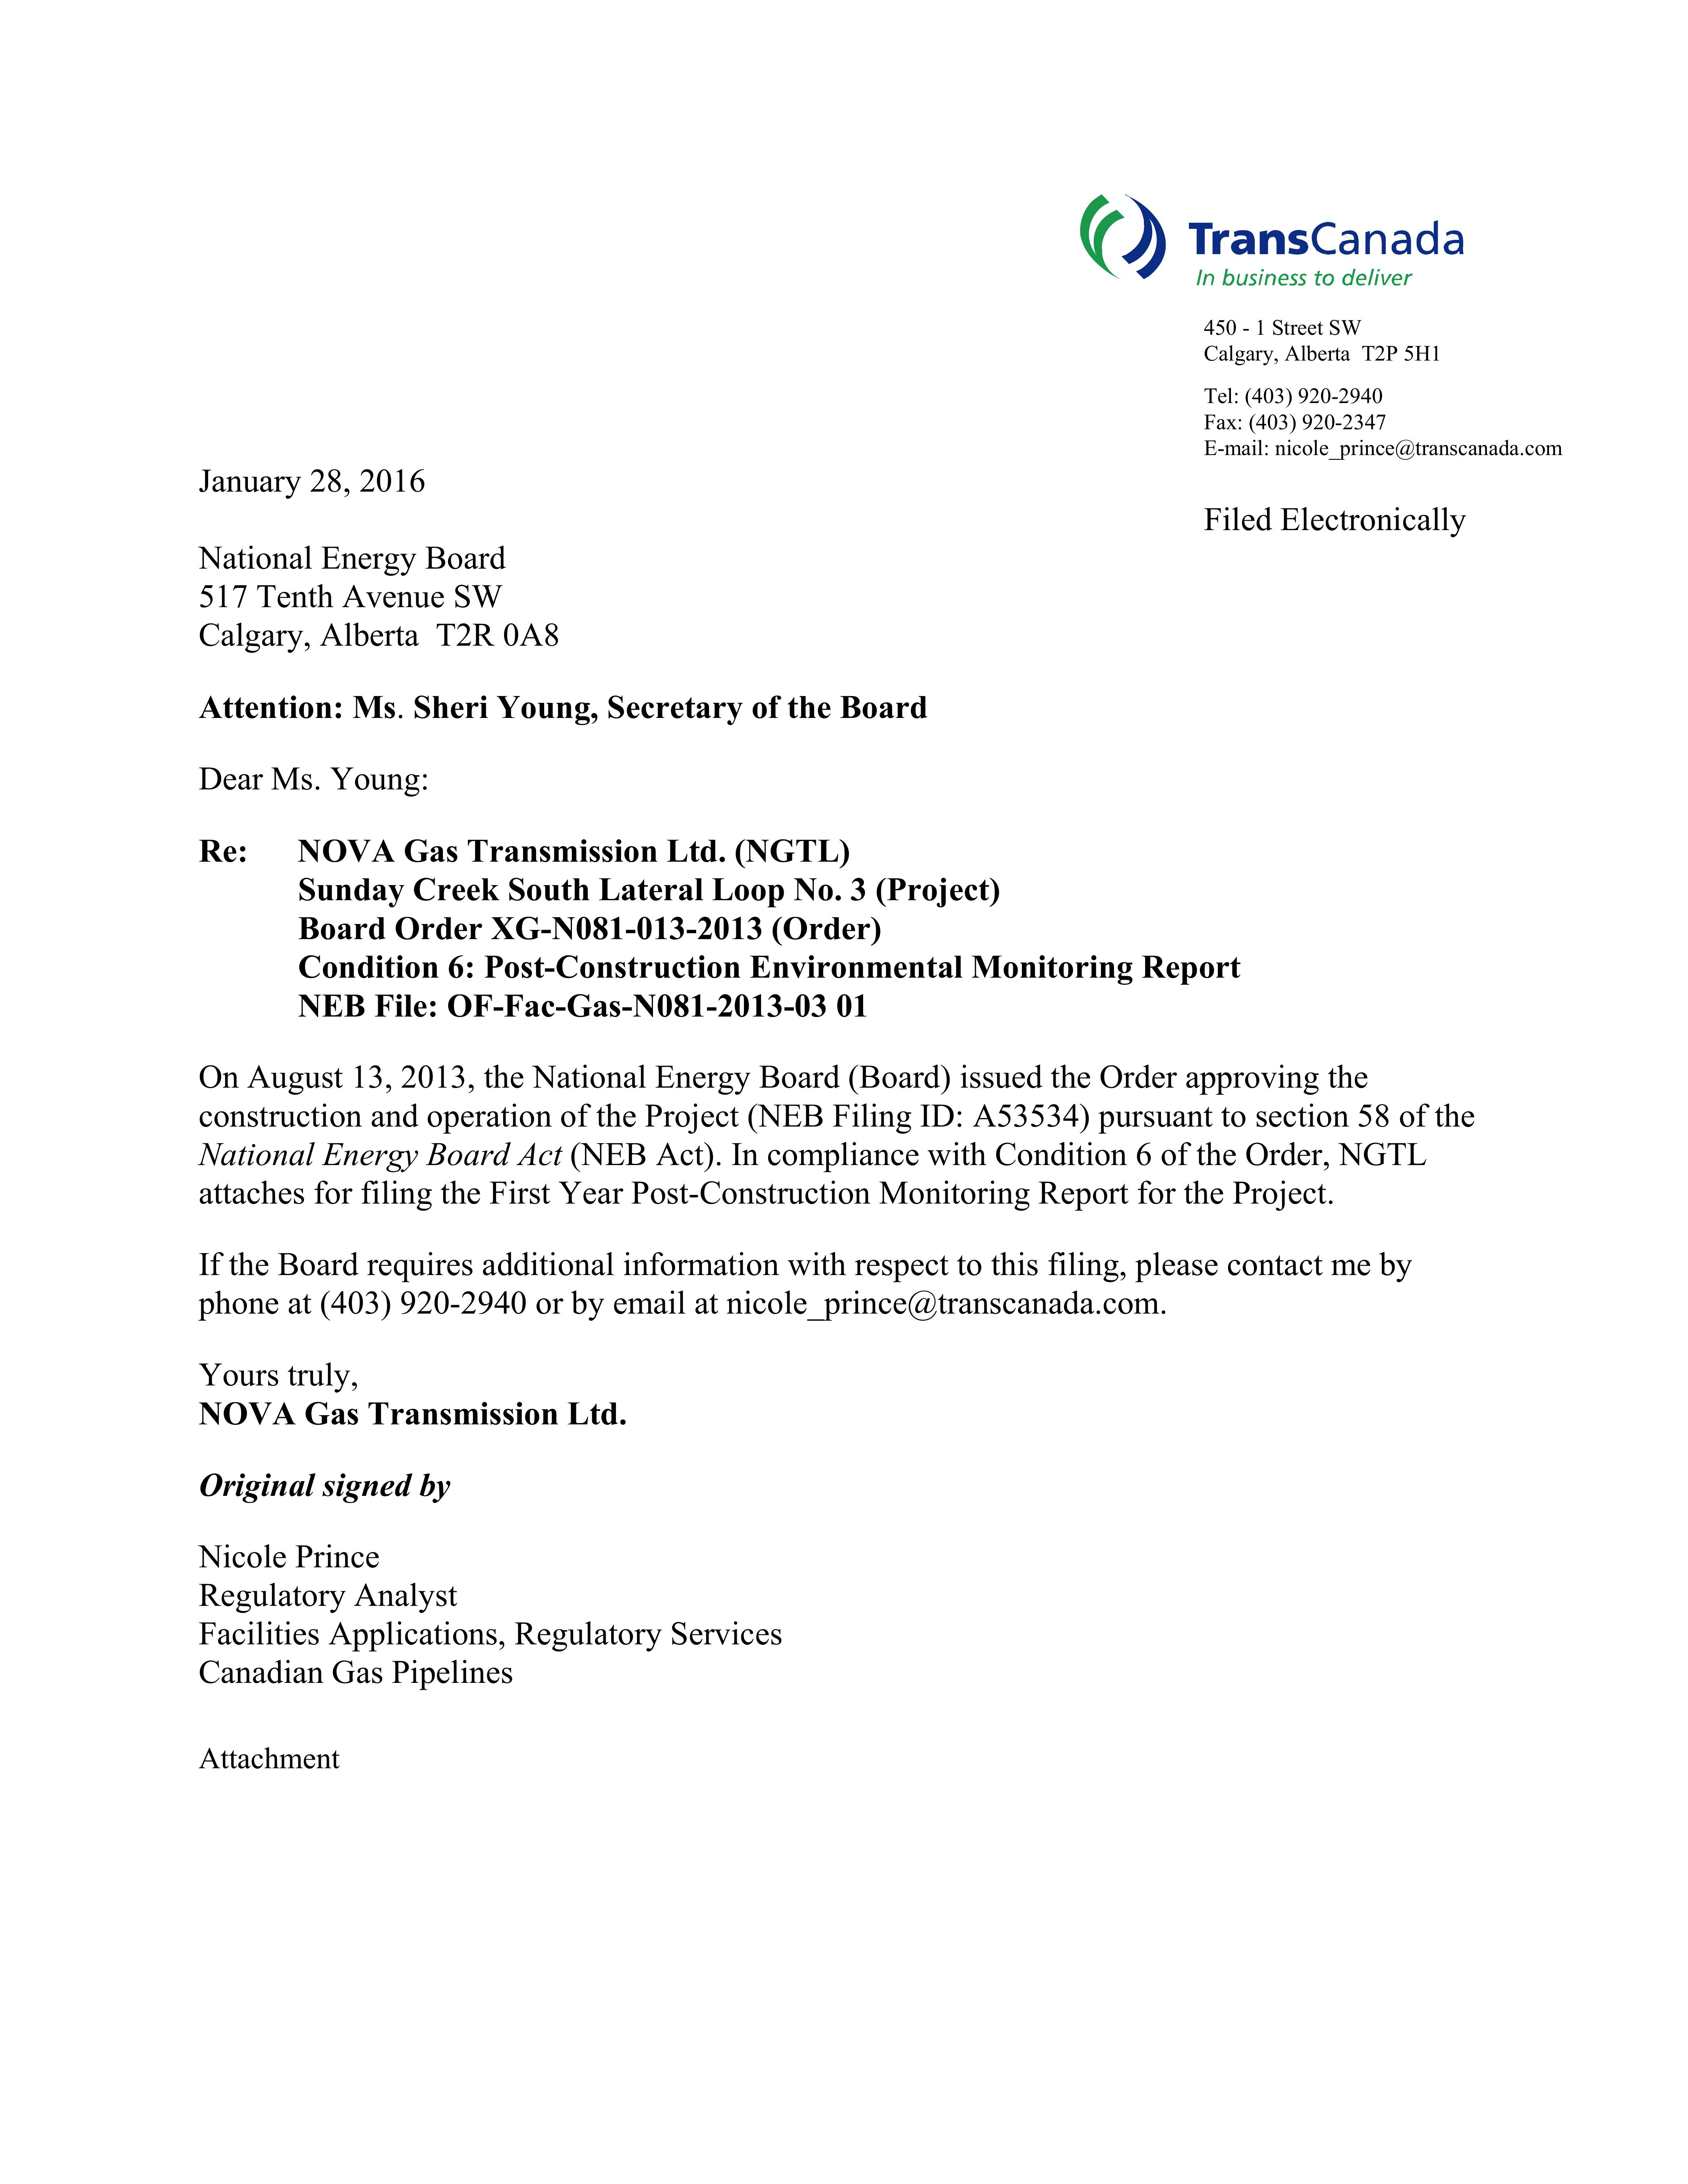 TransCanada
In business to deliver
450 - 1 Street SW
Calgary, Alberta  T2P 5H1
Tel: (403) 920-2940
Fax: (403) 920-2347
E-mail: nicole_prince@transcanada.com
January 28, 2016
Filed Electronically
National Energy Board
517 Tenth Avenue SW
Calgary, Alberta  T2R 0A8
Attention: Ms. Sheri Young, Secretary of the Board
Dear Ms. Young:
Re: NOVA Gas Transmission Ltd. (NGTL)
Sunday Creek South Lateral Loop No. 3 (Project)
Board Order XG-N081-013-2013 (Order)
Condition 6: Post-Construction Environmental Monitoring Report
NEB File: OF-Fac-Gas-N081-2013-03 01
On August 13, 2013, the National Energy Board (Board) issued the Order approving the
construction and operation of the Project (NEB Filing ID: A53534) pursuant to section 58 of the
National Energy Board Act (NEB Act). In compliance with Condition 6 of the Order, NGTL
attaches for filing the First Year Post-Construction Monitoring Report for the Project.
If the Board requires additional information with respect to this filing, please contact me by
phone at (403) 920-2940 or by email at nicole_prince@transcanada.com.
Yours truly,
NOVA Gas Transmission Ltd.
Original signed by
Nicole Prince
Regulatory Analyst
Facilities Applications, Regulatory Services
Canadian Gas Pipelines
Attachment